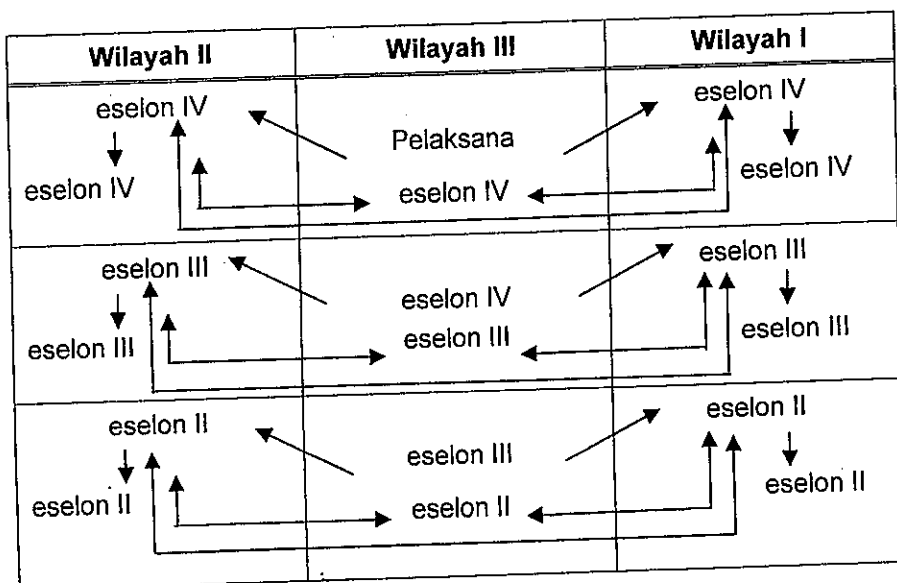 Wilayah II Wilayah III Wilayah I
eselon IV eselon IV
Pelaksana
eselon IV eselon IV eselon IV
eselon III eselon III
eselon IV
eselon III eselon III eselon III
eselon II eselon II
eselon III
eselon II eselon II eselon II